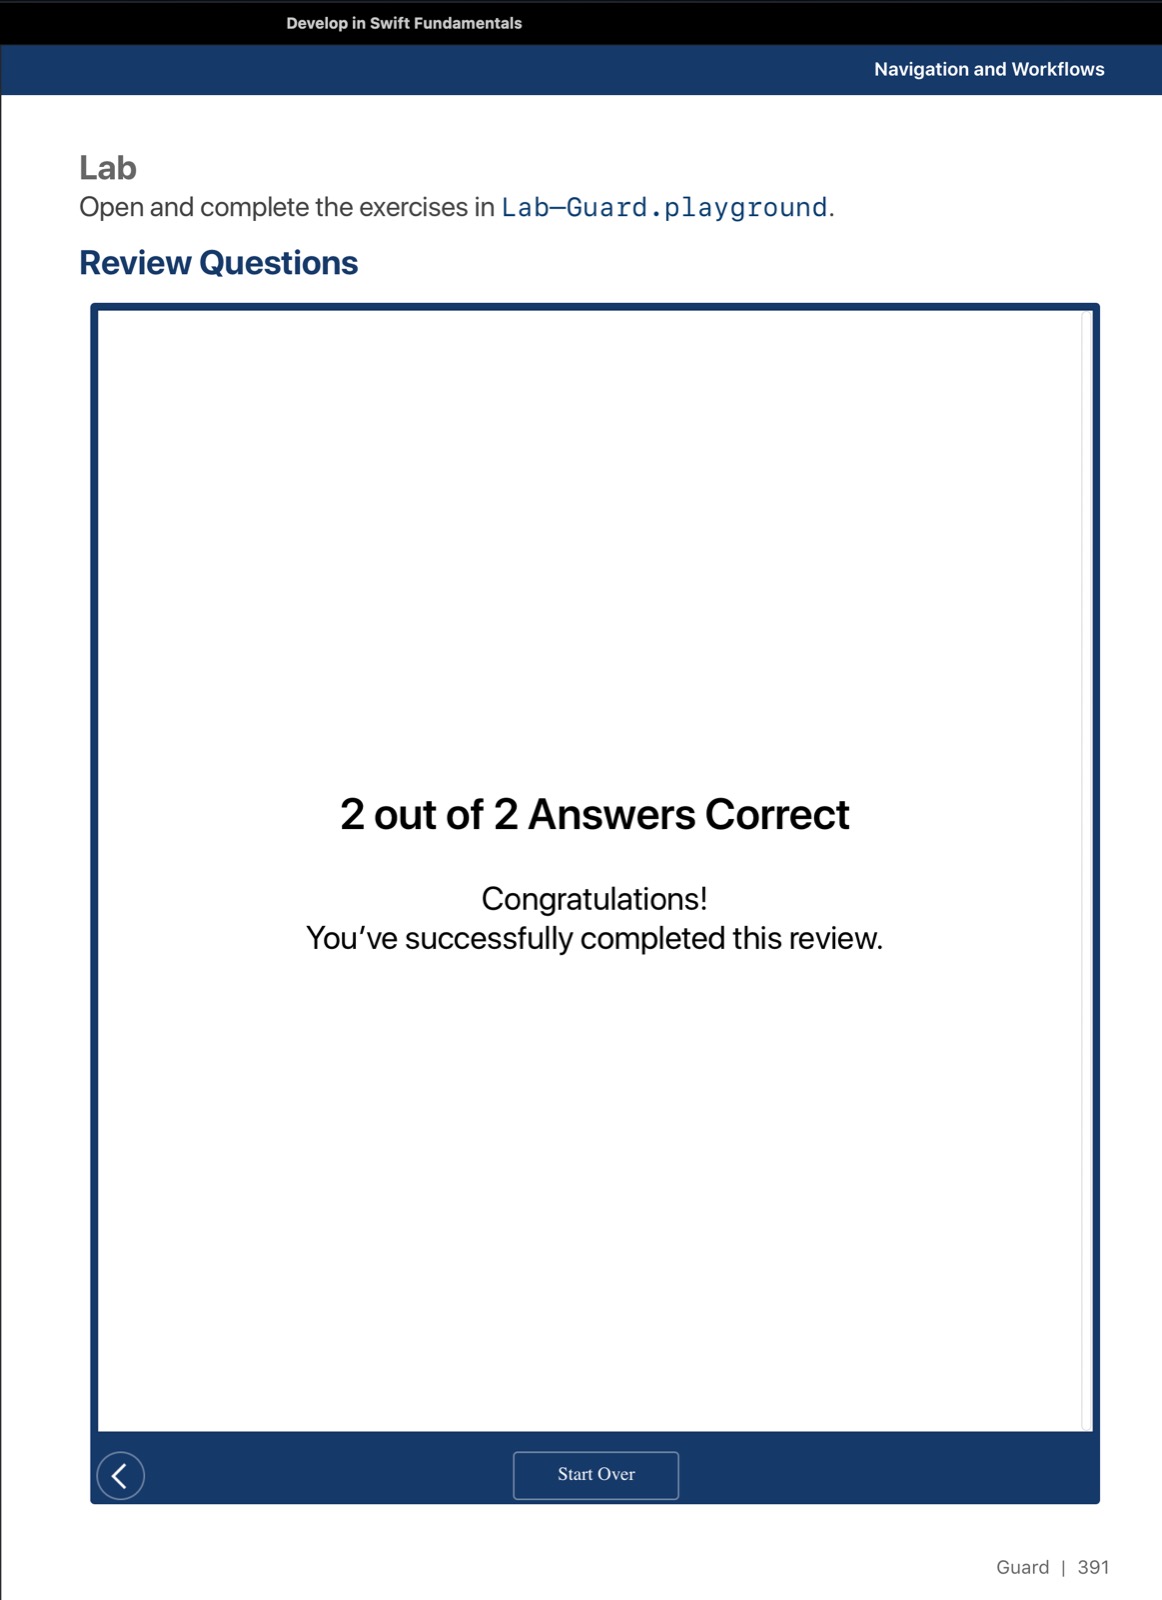 Develop in Swift Fundamentals
Navigation and Workflows
Lab
Open and complete the exercises in Lab—Guard.playground.
Review Questions
2 out of 2 Answers Correct
Congratulations!
You’ve successfully completed this review.
Start Over
Guard | 391